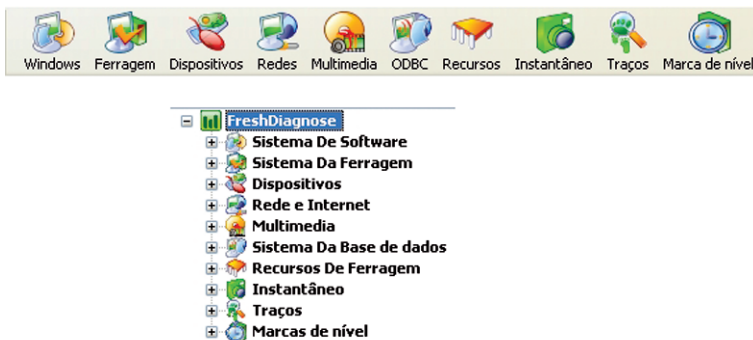 Windows Ferragem Dispositivos Redes Multimedia ODBC Recursos Instantâneo Traços Marca de nível
FreshDiagnose
Sistema De Software
Sistema Da Ferragem
Dispositivos
Rede e Internet
Multimedia
Sistema Da Base de dados
Recursos De Ferragem
Instantâneo
Traços
Marcas de nível